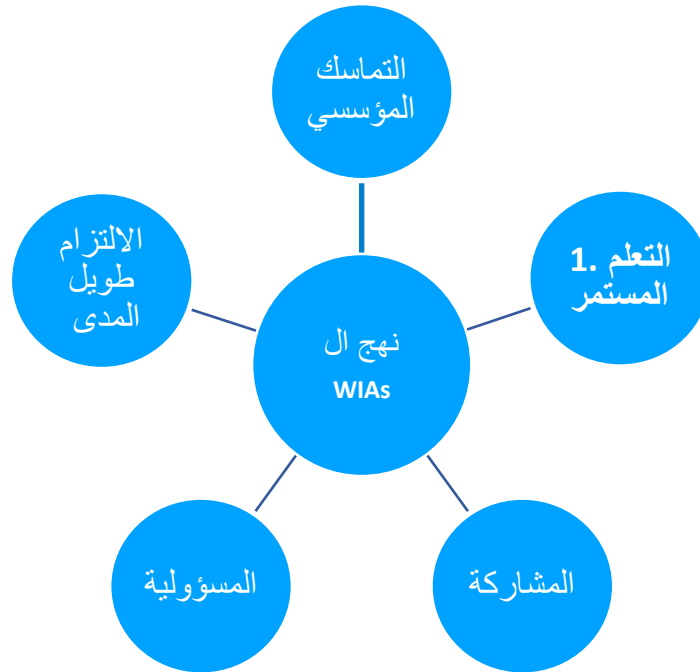 التماسك
المؤسسي
1. التعلم
المستمر
المشاركة
المسؤولية
الالتزام
طويل
المدى
نهج ال
WIAs